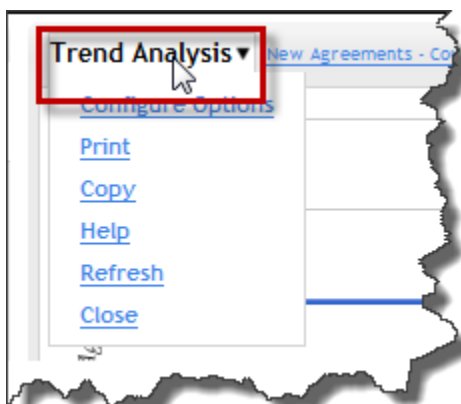 Trend Analysis▼ New Agreements - Co
Configure Options
Print
Copy
Help
Refresh
Close